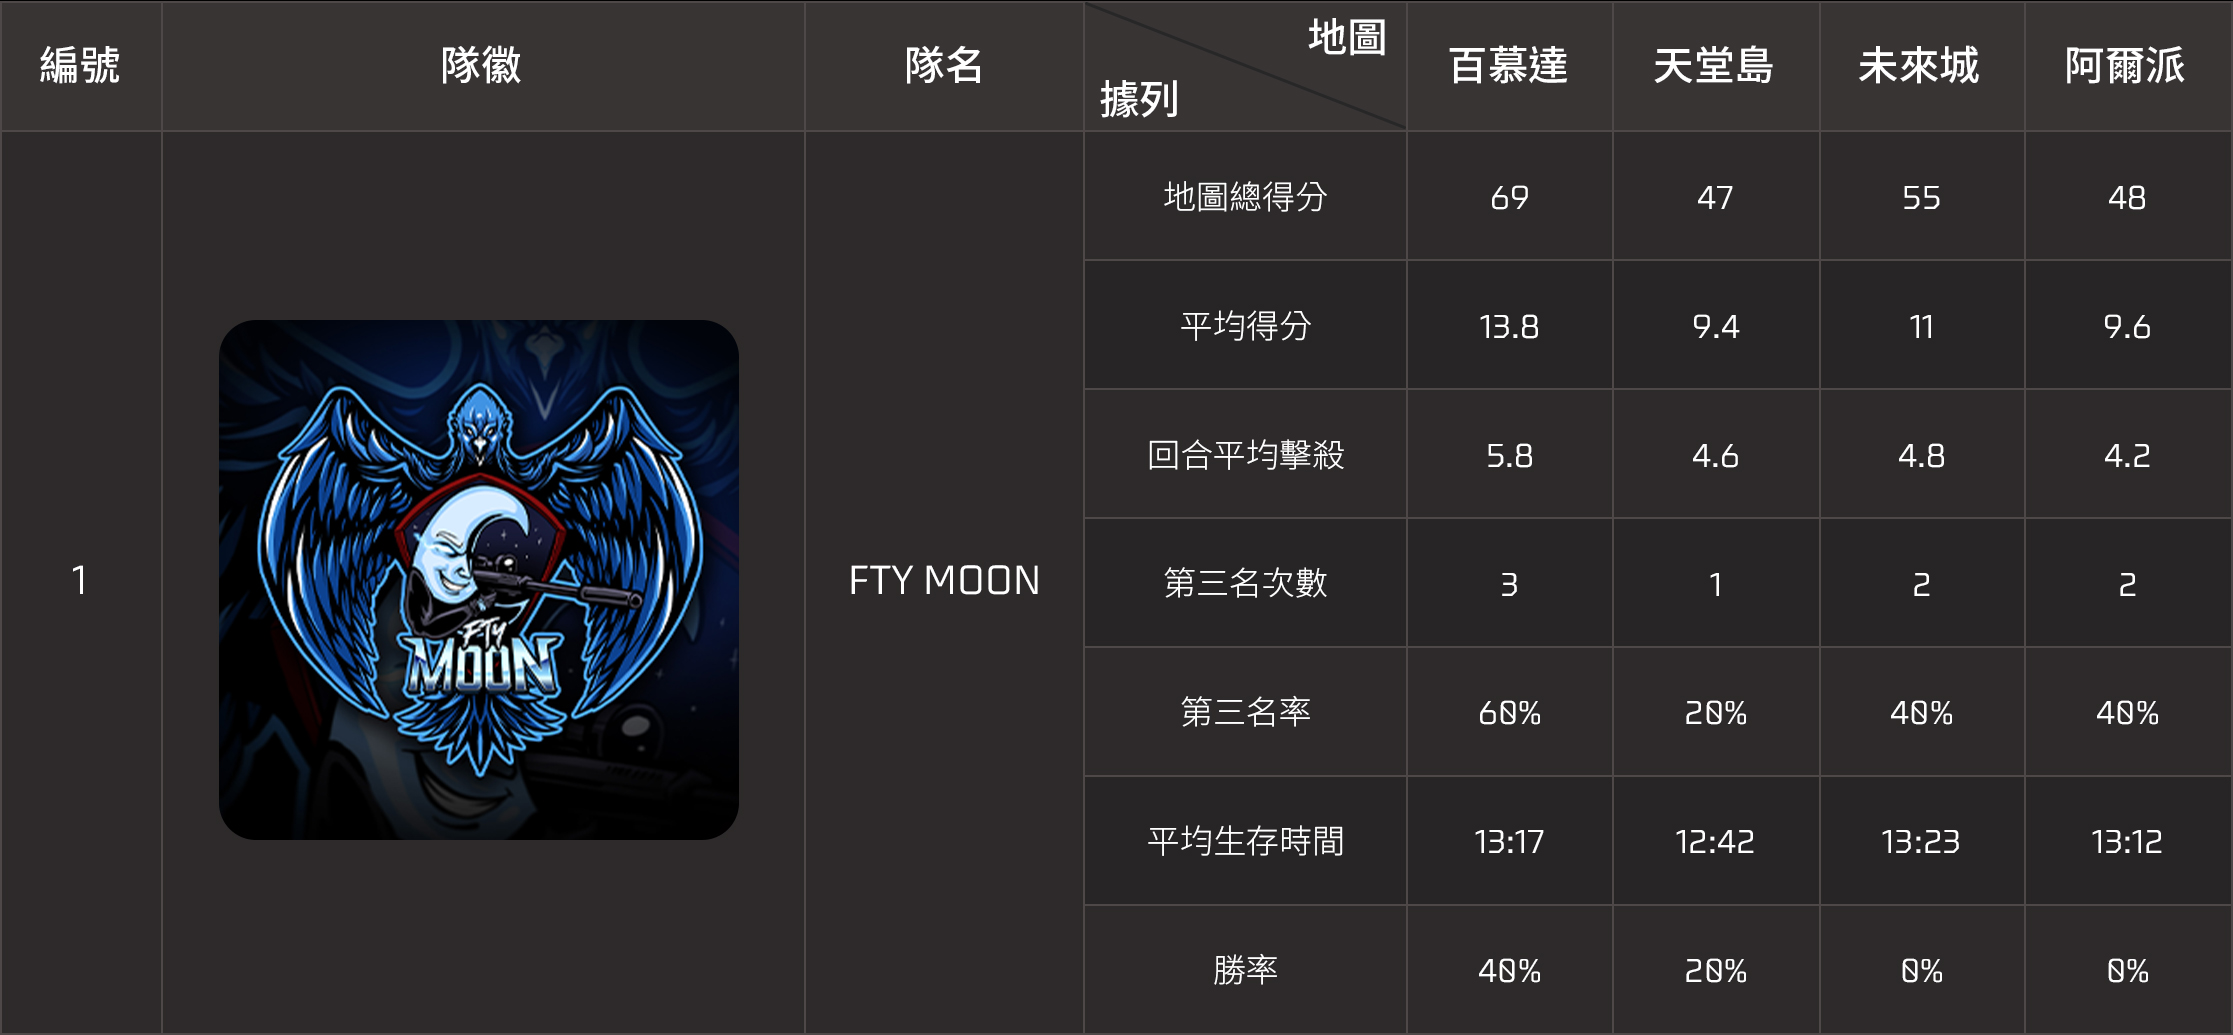 編號 隊徽 隊名 地圖 據列 百慕達 天堂島 未來城 阿爾派
地圖總得分 69 47 55 48
平均得分 13.8 9.4 11 9.6
回合平均擊殺 5.8 4.6 4.8 4.2
1 FTY MOON FTY MOON
第三名次數 3 1 2 2
第三名率 60% 20% 40% 40%
平均生存時間 13:17 12:42 13:23 13:12
勝率 40% 20% 0% 0%